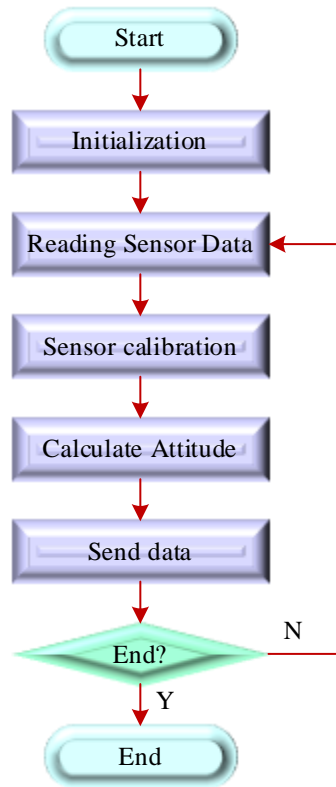 Start
Initialization
Reading Sensor Data
Sensor calibration
Calculate Attitude
Send data
End?
N
Y
End